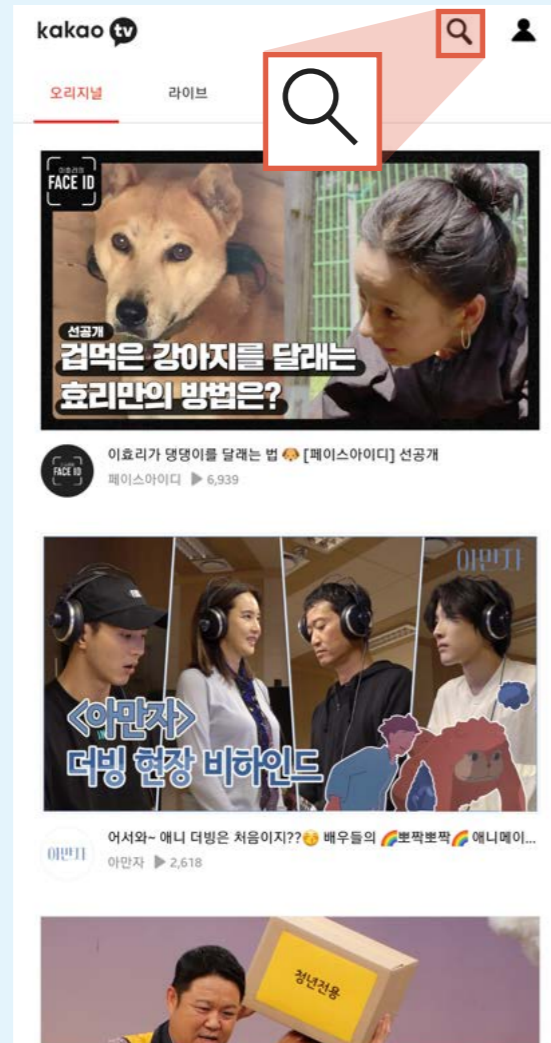 kakao tv
오리지널
라이브
이효리의
FACE ID
선공개
겁먹은 강아지를 달래는
효리만의 방법은?
FACE ID
이효리가 댕댕이를 달래는 법 🐶 [페이스아이디] 선공개
페이스아이디 ▶ 6,939
아만자
<아만자>
더빙 현장 비하인드
아만자
어서와~ 애니 더빙은 처음이지??😚 배우들의 🌈뽀짝뽀짝🌈 애니메이...
아만자 ▶ 2,618
청년전용